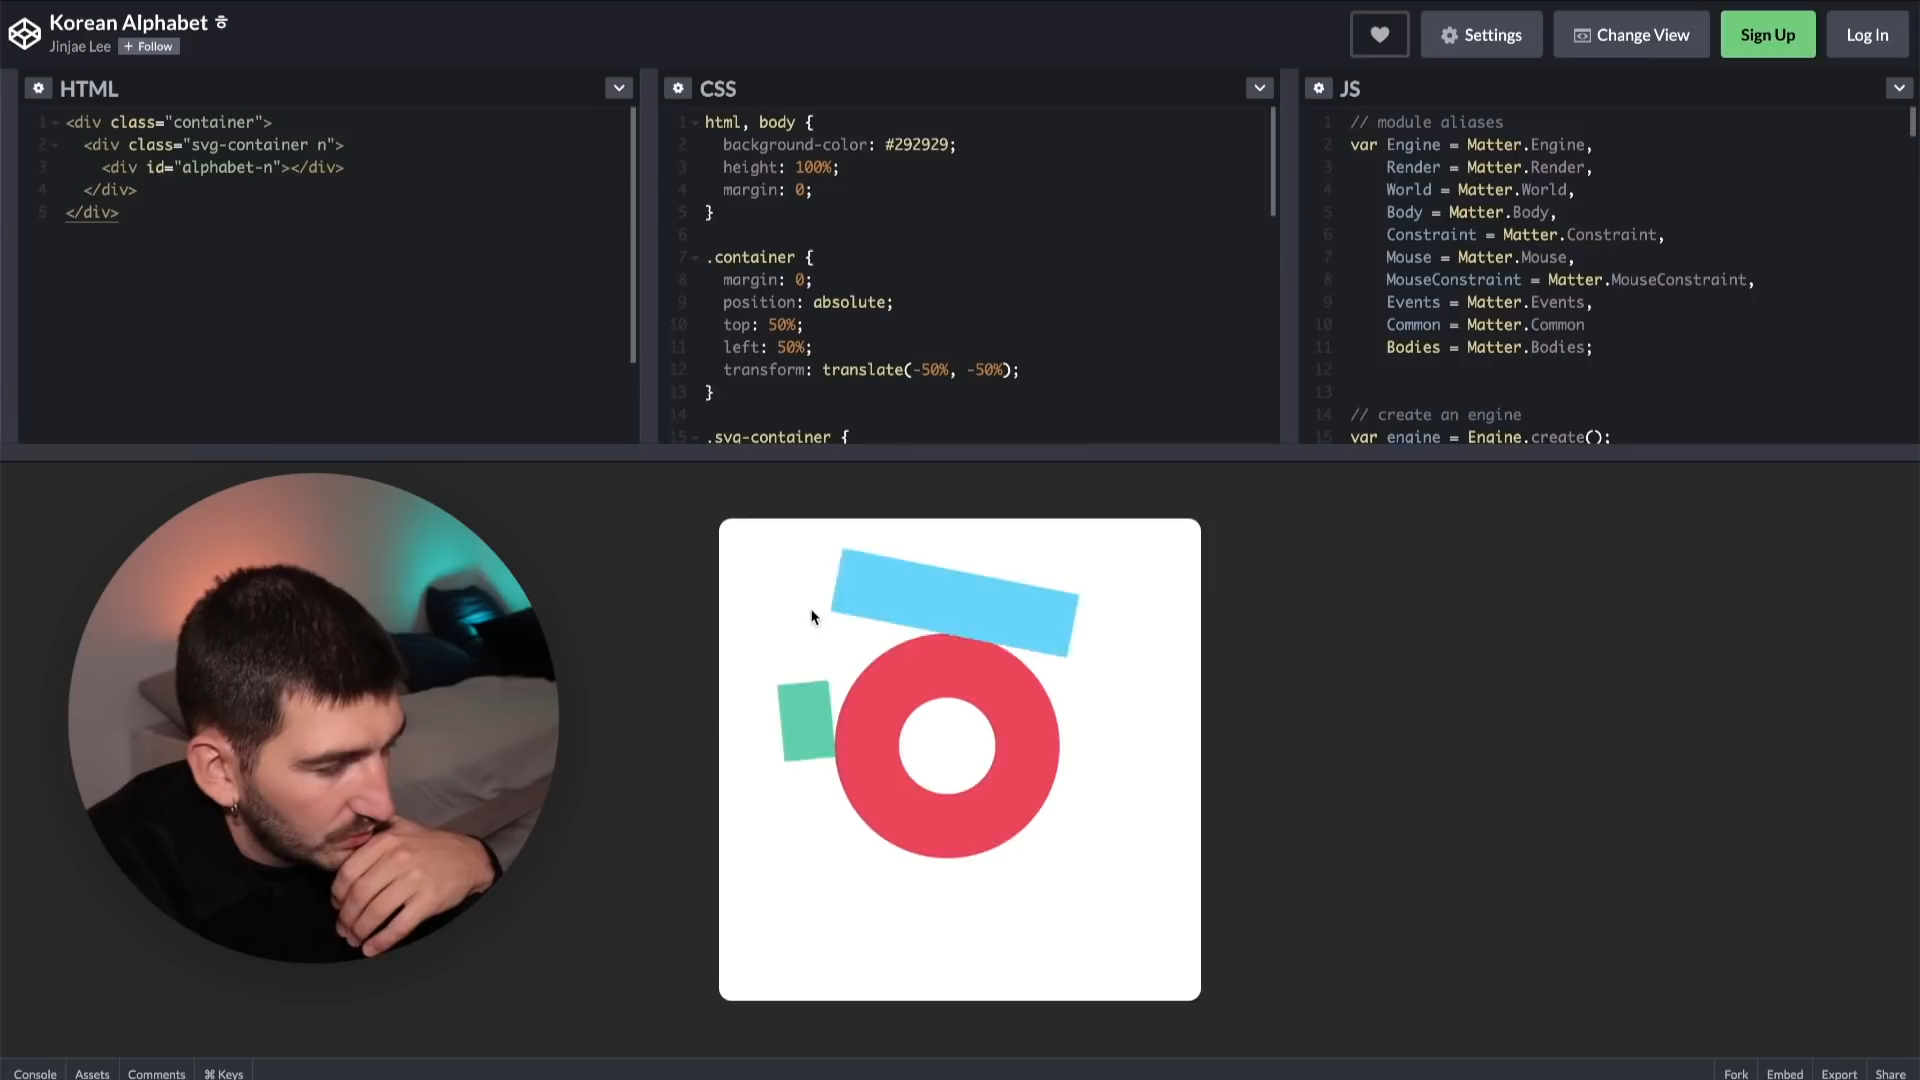 Korean Alphabet ㅎ
Jinjae Lee + Follow
Settings
Change View
Sign Up
Log In
HTML
1 <div class="container">
2 <div class="svg-container n">
3 <div id="alphabet-n"></div>
4 </div>
5 </div>
CSS
1 html, body {
2 background-color: #292929;
3 height: 100%;
4 margin: 0;
5 }
6
7 .container {
8 margin: 0;
9 position: absolute;
10 top: 50%;
11 left: 50%;
12 transform: translate(-50%, -50%);
13 }
14
15 .svg-container {
JS
1 // module aliases
2 var Engine = Matter.Engine,
3 Render = Matter.Render,
4 World = Matter.World,
5 Body = Matter.Body,
6 Constraint = Matter.Constraint,
7 Mouse = Matter.Mouse,
8 MouseConstraint = Matter.MouseConstraint,
9 Events = Matter.Events,
10 Common = Matter.Common
11 Bodies = Matter.Bodies;
12
13
14 // create an engine
15 var engine = Engine.create();
Console
Assets
Comments
⌘ Keys
Fork
Embed
Export
Share